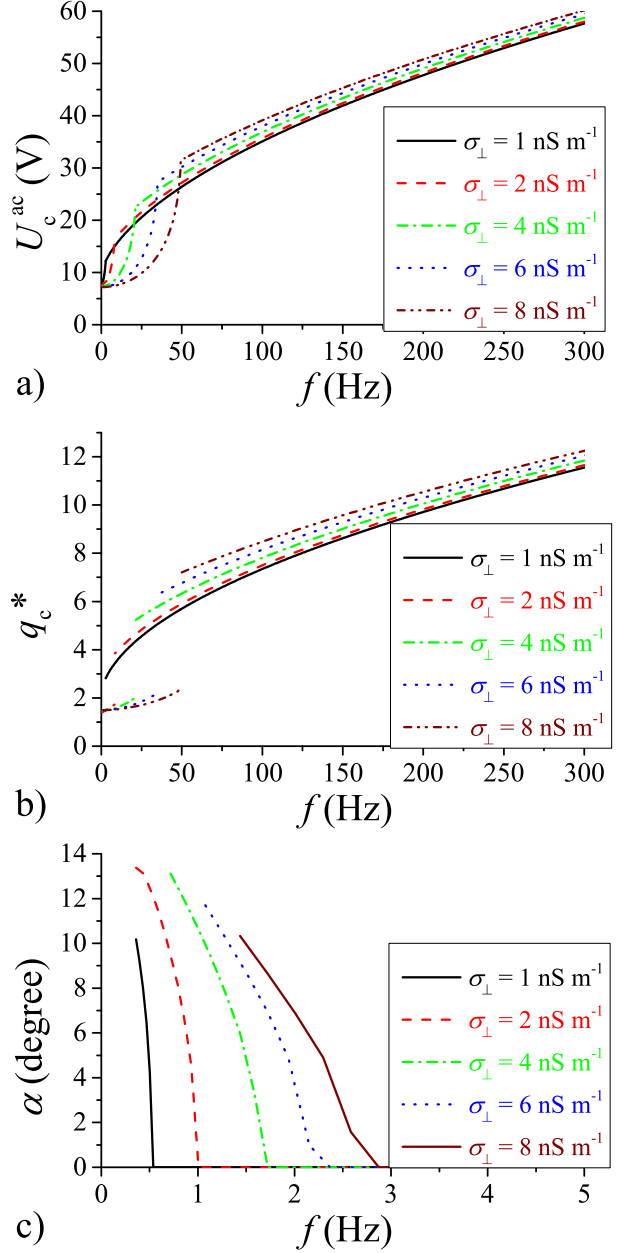 60
50
40
30
20
10
0
U_c^ac (V)
σ⊥ = 1 nS m⁻¹
σ⊥ = 2 nS m⁻¹
σ⊥ = 4 nS m⁻¹
σ⊥ = 6 nS m⁻¹
σ⊥ = 8 nS m⁻¹
0 50 100 150 200 250 300
a) f (Hz)
12
10
8
6
4
2
0
q_c*
σ⊥ = 1 nS m⁻¹
σ⊥ = 2 nS m⁻¹
σ⊥ = 4 nS m⁻¹
σ⊥ = 6 nS m⁻¹
σ⊥ = 8 nS m⁻¹
0 50 100 150 200 250 300
b) f (Hz)
14
12
10
8
6
4
2
0
α (degree)
σ⊥ = 1 nS m⁻¹
σ⊥ = 2 nS m⁻¹
σ⊥ = 4 nS m⁻¹
σ⊥ = 6 nS m⁻¹
σ⊥ = 8 nS m⁻¹
0 1 2 3 4 5
c) f (Hz)